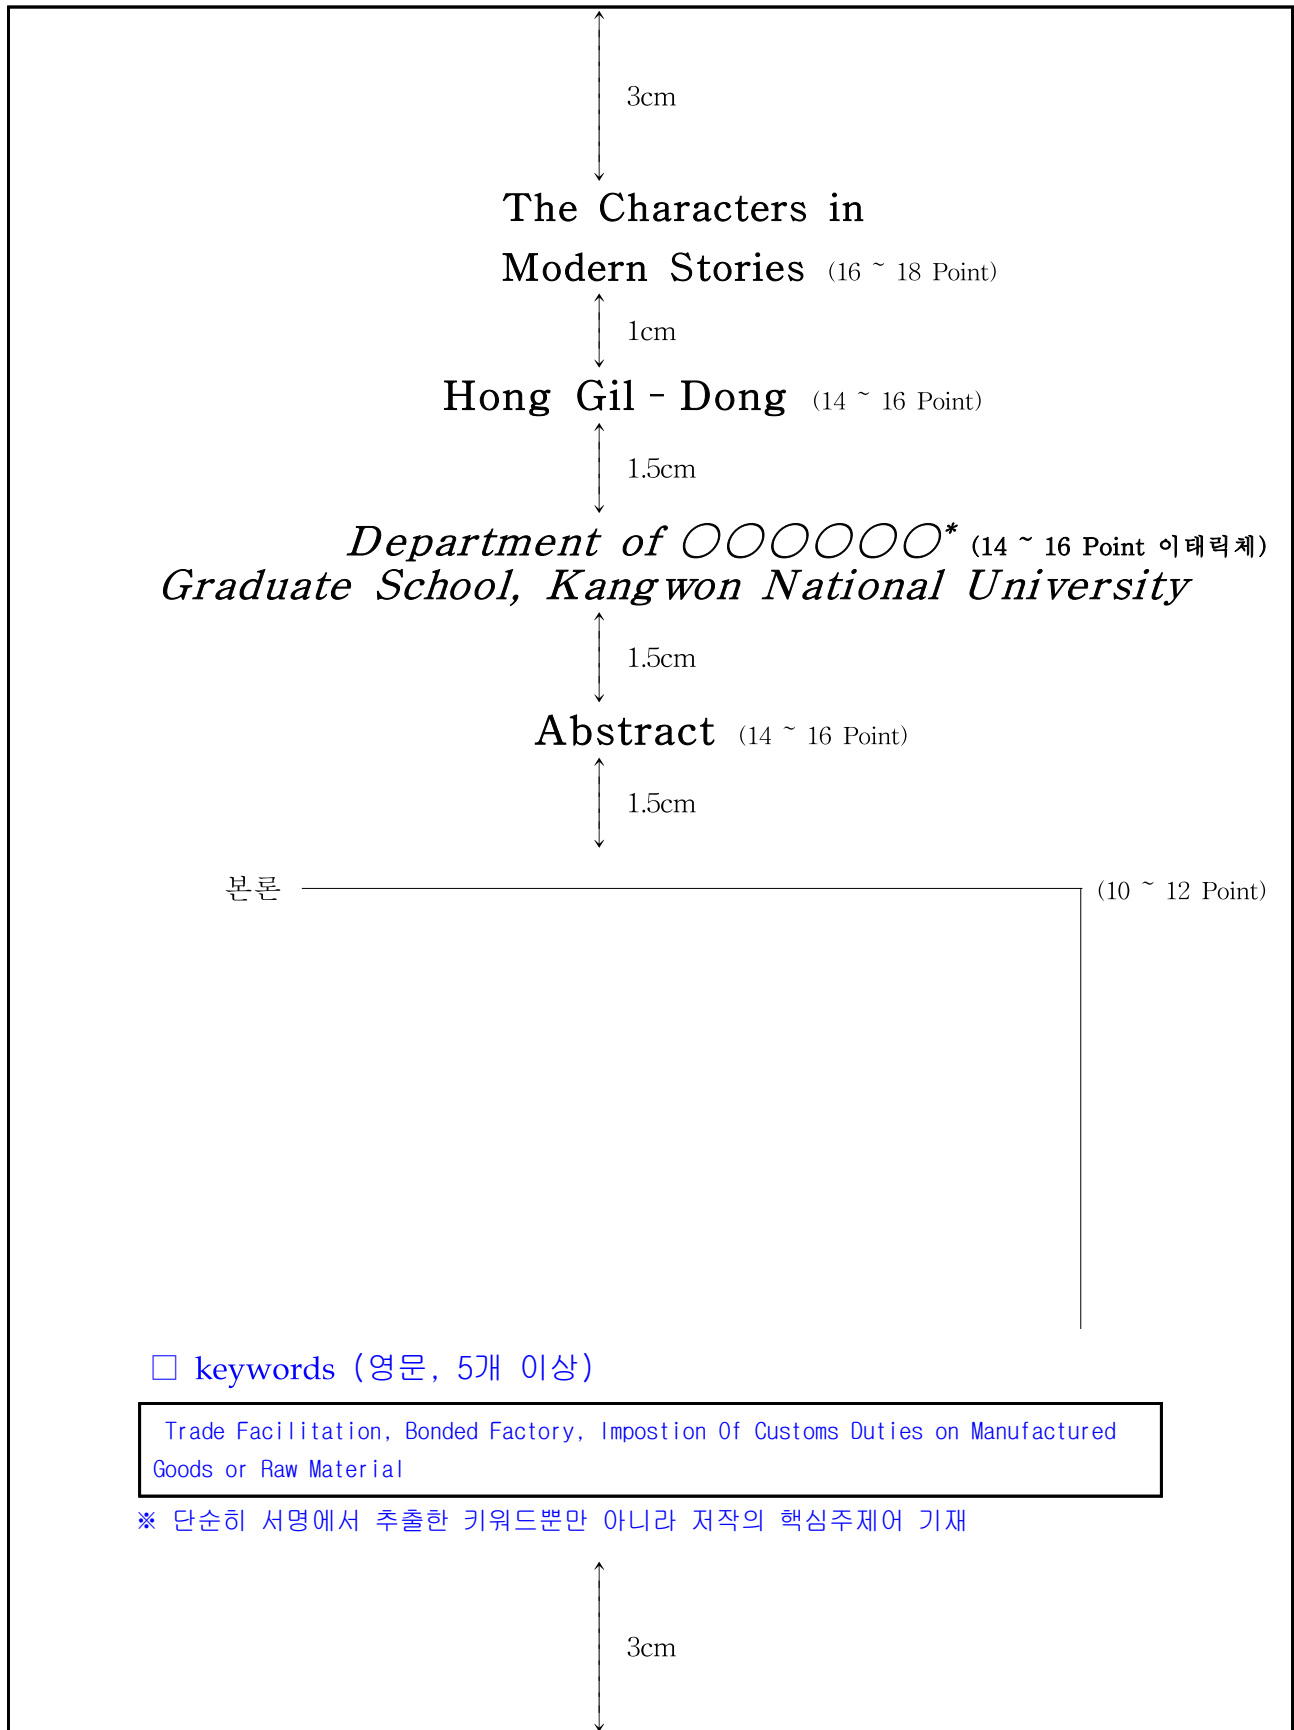 3cm
The Characters in
Modern Stories (16 ~ 18 Point)
1cm
Hong Gil-Dong (14 ~ 16 Point)
1.5cm
Department of ○○○○○○* (14 ~ 16 Point 이태릭체)
Graduate School, Kangwon National University
1.5cm
Abstract (14 ~ 16 Point)
1.5cm
본론 (10 ~ 12 Point)
□ keywords (영문, 5개 이상)
Trade Facilitation, Bonded Factory, Impostion Of Customs Duties on Manufactured
Goods or Raw Material
※ 단순히 서명에서 추출한 키워드뿐만 아니라 저작의 핵심주제어 기재
3cm